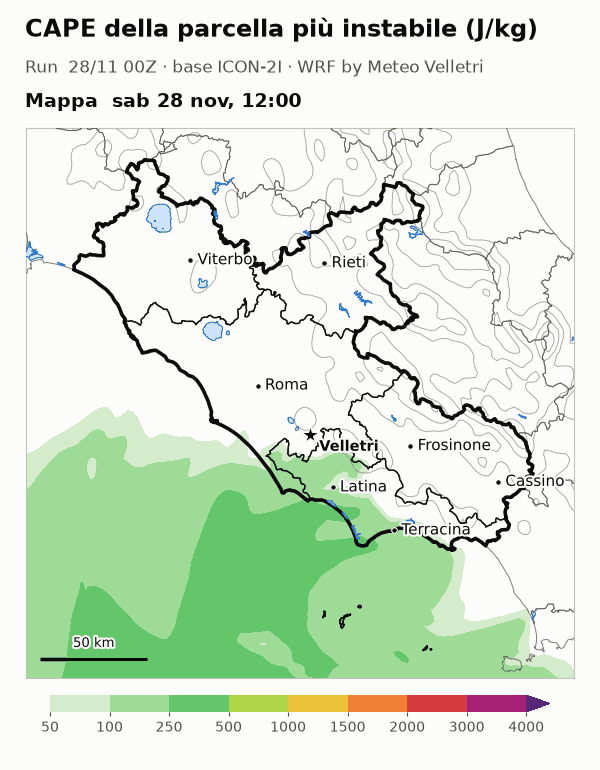 CAPE della parcella più instabile (J/kg)
Run  28/11 00Z · base ICON-2I · WRF by Meteo Velletri
Mappa  sab 28 nov, 12:00
Viterbo
Rieti
Roma
Velletri
Frosinone
Cassino
Latina
Terracina
50 km
50 100 250 500 1000 1500 2000 3000 4000